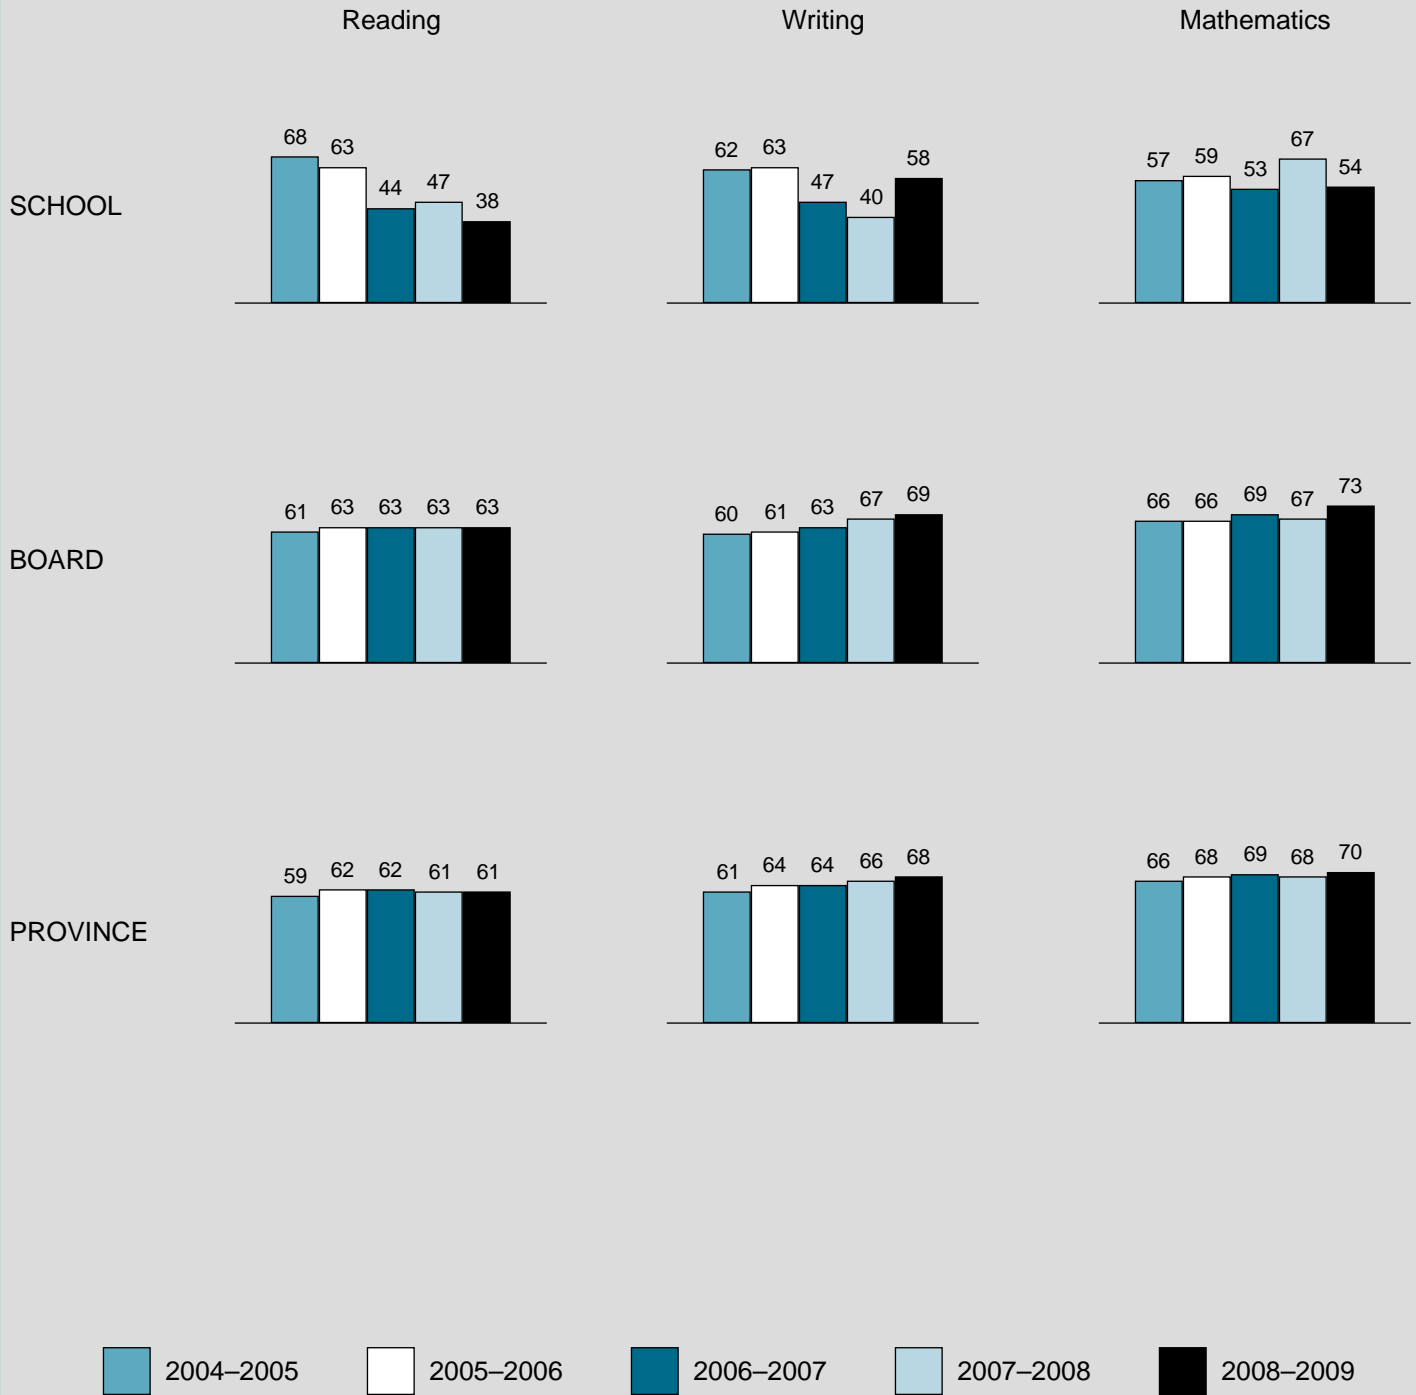 Reading Writing Mathematics
SCHOOL
68 63 44 47 38
62 63 47 40 58
57 59 53 67 54
BOARD
61 63 63 63 63
60 61 63 67 69
66 66 69 67 73
PROVINCE
59 62 62 61 61
61 64 64 66 68
66 68 69 68 70
2004–2005 2005–2006 2006–2007 2007–2008 2008–2009